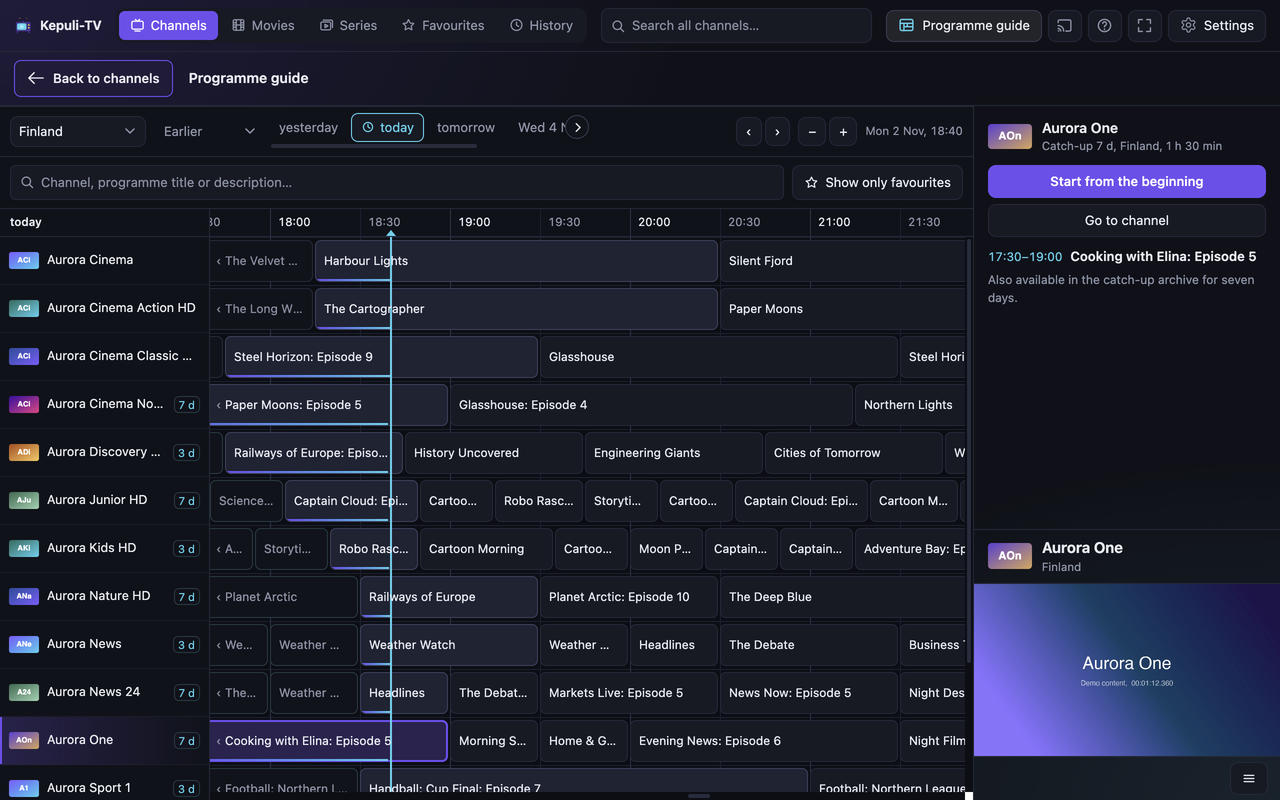 Kepuli-TV Channels Movies Series Favourites History Search all channels... Programme guide Settings
Back to channels Programme guide
Finland Earlier yesterday today tomorrow Wed 4 Mon 2 Nov, 18:40
Channel, programme title or description... Show only favourites
today 18:00 18:30 19:00 19:30 20:00 20:30 21:00 21:30
ACI Aurora Cinema ‹ The Velvet ... Harbour Lights Silent Fjord
ACI Aurora Cinema Action HD ‹ The Long W... The Cartographer Paper Moons
ACI Aurora Cinema Classic ... Steel Horizon: Episode 9 Glasshouse Steel Hori
ACI Aurora Cinema No... 7 d ‹ Paper Moons: Episode 5 Glasshouse: Episode 4 Northern Lights
ADi Aurora Discovery ... 3 d Railways of Europe: Episo... History Uncovered Engineering Giants Cities of Tomorrow W
AJu Aurora Junior HD 7 d Science... Captain Cloud: Epi... Cartoo... Robo Rasc... Storyti... Cartoo... Captain Cloud: Epi... Cartoon M...
AKi Aurora Kids HD 3 d ‹ A... Storyti... Robo Rasc... Cartoon Morning Cartoo... Moon P... Captain... Captain... Adventure Bay: Ep
ANa Aurora Nature HD 7 d ‹ Planet Arctic Railways of Europe Planet Arctic: Episode 10 The Deep Blue
ANe Aurora News 3 d ‹ We... Weather ... Weather Watch Weather ... Headlines The Debate Business
A24 Aurora News 24 7 d ‹ The... Weather ... Headlines The Debat... Markets Live: Episode 5 News Now: Episode 5 Night Des
AOn Aurora One 7 d ‹ Cooking with Elina: Episode 5 Morning S... Home & G... Evening News: Episode 6 Night Film
A1 Aurora Sport 1 3 d ‹ Football: Northern L... Handball: Cup Final: Episode 7 Football: Northern League
AOn Aurora One
Catch-up 7 d, Finland, 1 h 30 min
Start from the beginning
Go to channel
17:30–19:00 Cooking with Elina: Episode 5
Also available in the catch-up archive for seven
days.
AOn Aurora One
Finland
Aurora One
Demo content, 00:01:12.360